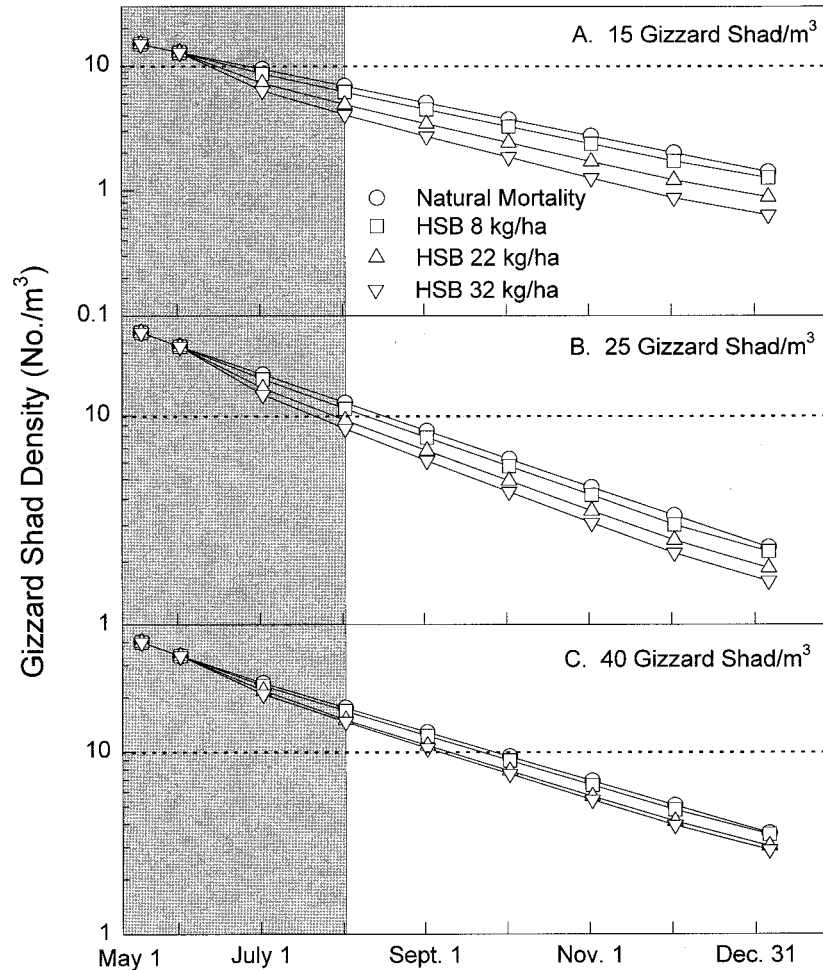 A. 15 Gizzard Shad/m³
10
1
Natural Mortality
HSB 8 kg/ha
HSB 22 kg/ha
HSB 32 kg/ha
0.1
B. 25 Gizzard Shad/m³
10
1
C. 40 Gizzard Shad/m³
10
1
Gizzard Shad Density (No./m³)
May 1 July 1 Sept. 1 Nov. 1 Dec. 31